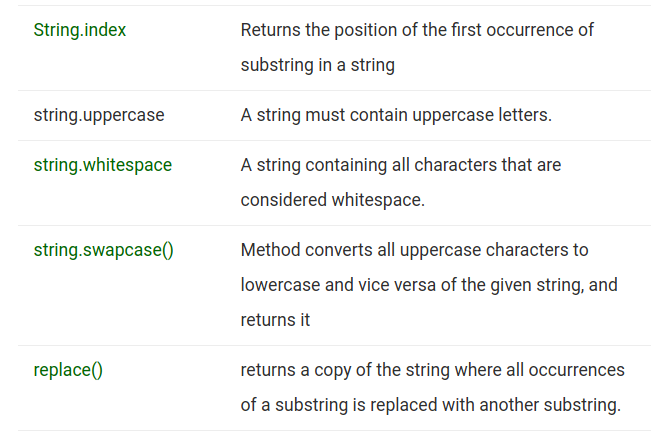 String.index
Returns the position of the first occurrence of
substring in a string
string.uppercase
A string must contain uppercase letters.
string.whitespace
A string containing all characters that are
considered whitespace.
string.swapcase()
Method converts all uppercase characters to
lowercase and vice versa of the given string, and
returns it
replace()
returns a copy of the string where all occurrences
of a substring is replaced with another substring.